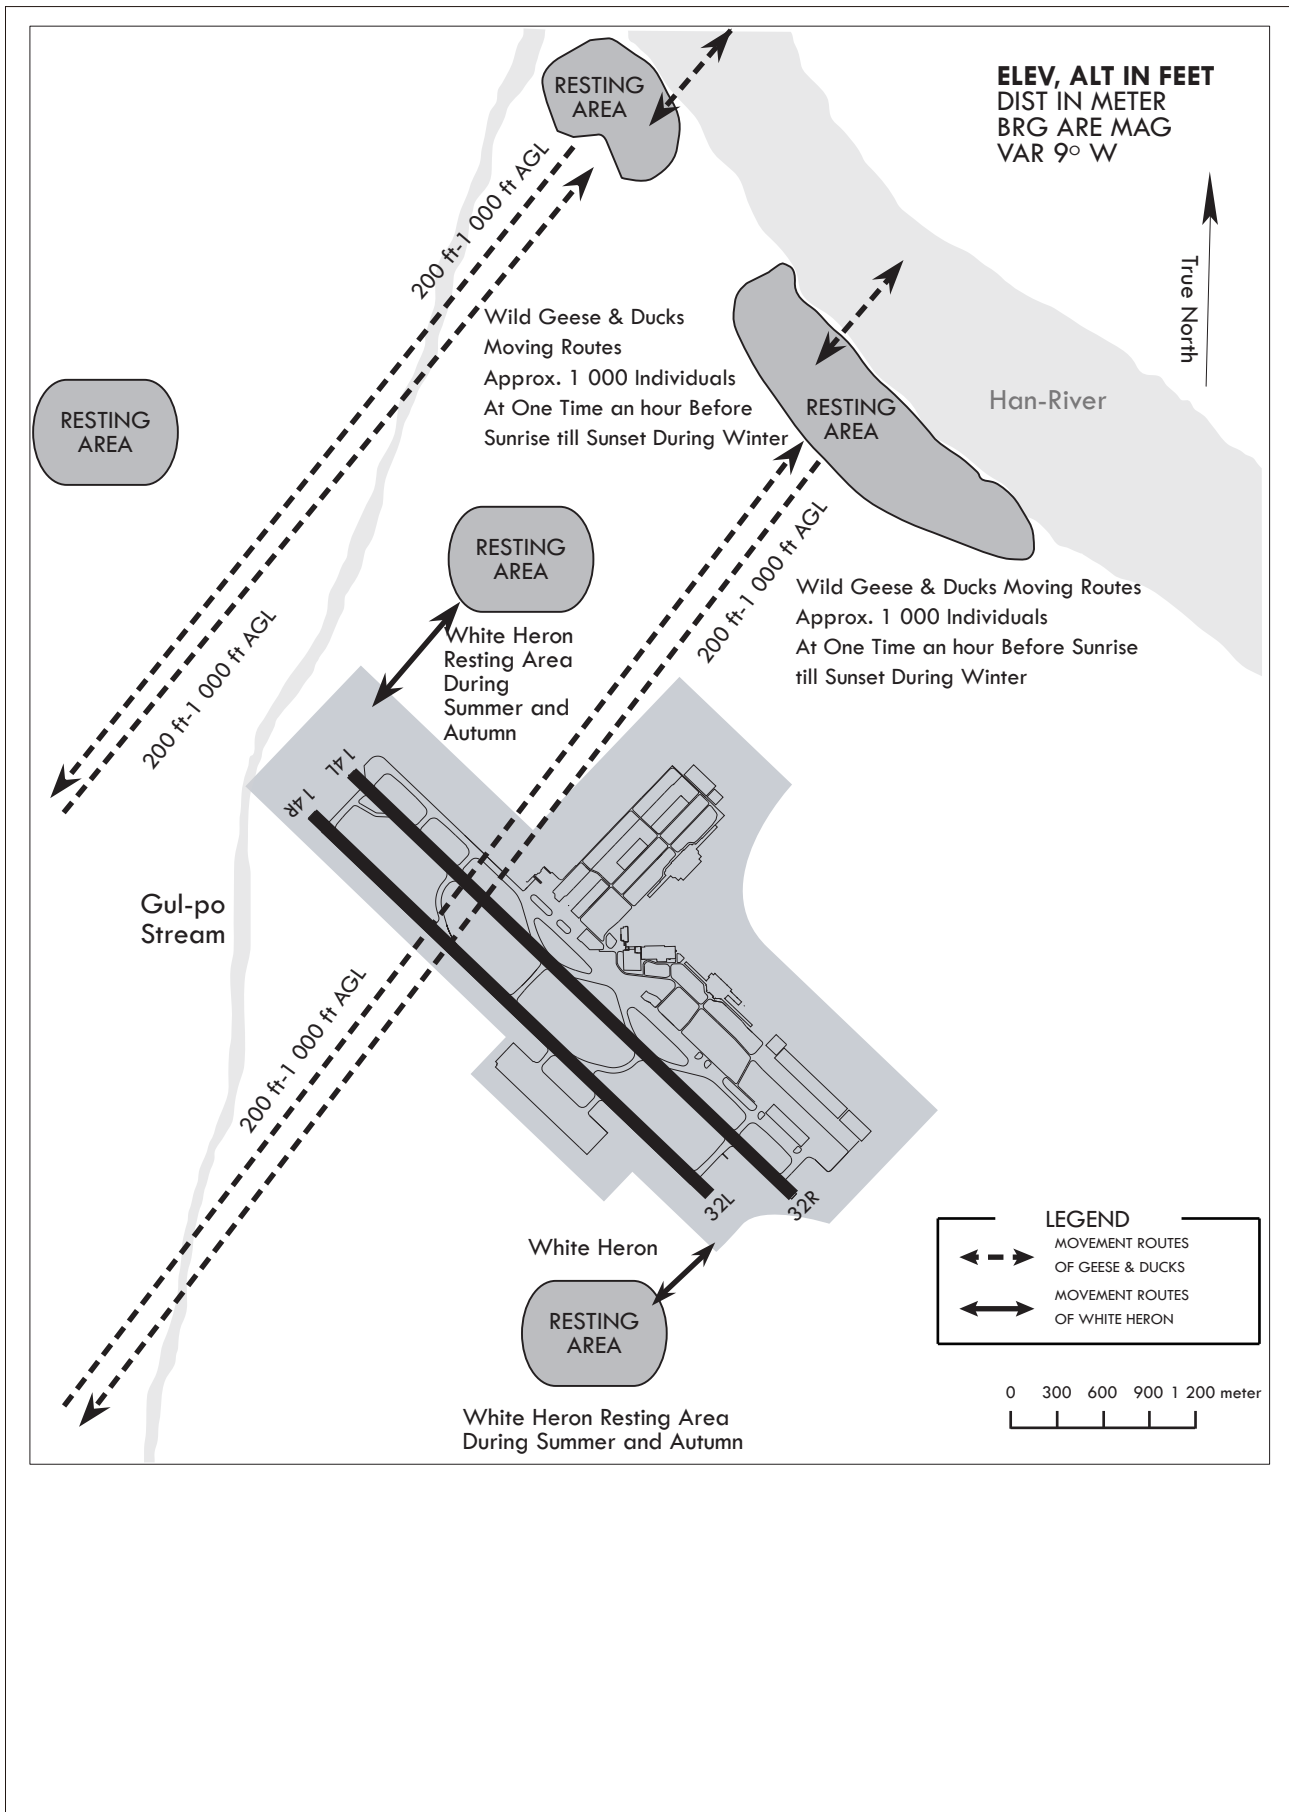 RESTING
AREA
ELEV, ALT IN FEET
DIST IN METER
BRG ARE MAG
VAR 9o W
True North
200 ft-1 000 ft AGL
Wild Geese & Ducks
Moving Routes
Approx. 1 000 Individuals
At One Time an hour Before
Sunrise till Sunset During Winter
Han-River
RESTING
AREA
RESTING
AREA
RESTING
AREA
200 ft-1 000 ft AGL
Wild Geese & Ducks Moving Routes
Approx. 1 000 Individuals
At One Time an hour Before Sunrise
till Sunset During Winter
200 ft-1 000 ft AGL
White Heron
Resting Area
During
Summer and
Autumn
14L
14R
Gul-po
Stream
200 ft-1 000 ft AGL
32L
32R
White Heron
RESTING
AREA
White Heron Resting Area
During Summer and Autumn
LEGEND
MOVEMENT ROUTES
OF GEESE & DUCKS
MOVEMENT ROUTES
OF WHITE HERON
0 300 600 900 1 200 meter